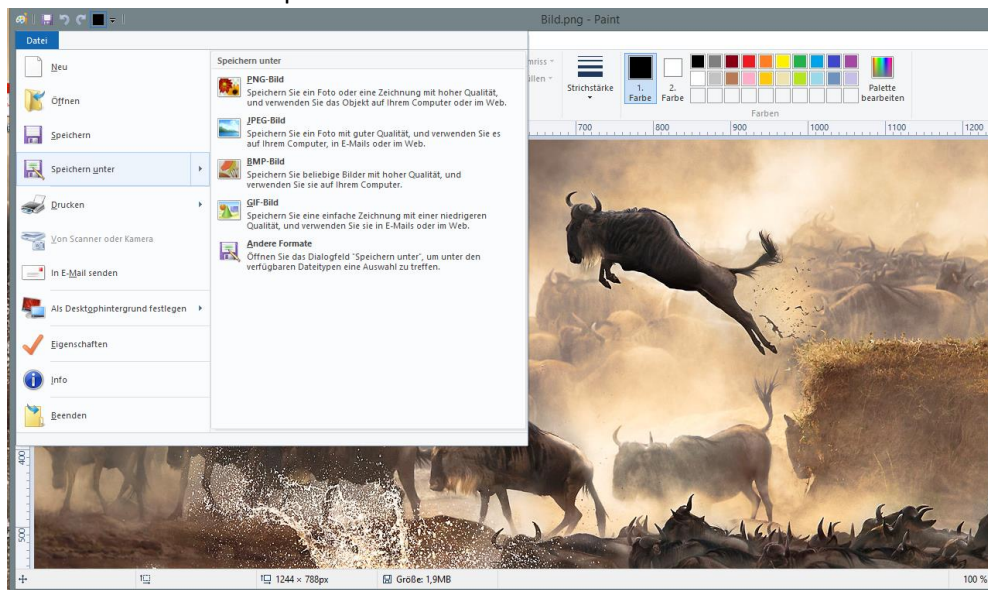 Bild.png - Paint
Datei
Neu
Öffnen
Speichern
Speichern unter
Drucken
Von Scanner oder Kamera
In E-Mail senden
Als Desktophintergrund festlegen
Eigenschaften
Info
Beenden
Speichern unter
PNG-Bild
Speichern Sie ein Foto oder eine Zeichnung mit hoher Qualität,
und verwenden Sie das Objekt auf Ihrem Computer oder im Web.
JPEG-Bild
Speichern Sie ein Foto mit guter Qualität, und verwenden Sie es
auf Ihrem Computer, in E-Mails oder im Web.
BMP-Bild
Speichern Sie beliebige Bilder mit hoher Qualität, und
verwenden Sie sie auf Ihrem Computer.
GIF-Bild
Speichern Sie eine einfache Zeichnung mit einer niedrigeren
Qualität, und verwenden Sie sie in E-Mails oder im Web.
Andere Formate
Öffnen Sie das Dialogfeld "Speichern unter", um unter den
verfügbaren Dateitypen eine Auswahl zu treffen.
Strichstärke
1.
Farbe
2.
Farbe
Palette
bearbeiten
Farben
700 800 900 1000 1100 1200
400
500
1244 × 788px
Größe: 1,9MB
100 %